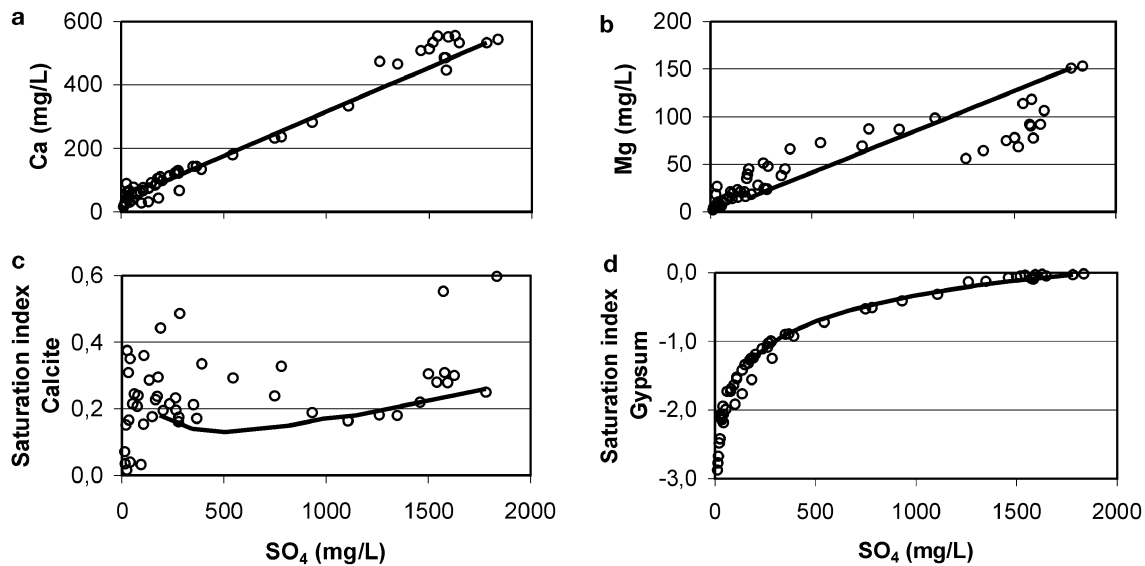 a
600
400
200
0
Ca (mg/L)
b
200
150
100
50
0
Mg (mg/L)
c
0,6
0,4
0,2
0,0
Saturation index
Calcite
0
500
1000
1500
2000
SO4 (mg/L)
d
0,0
-1,0
-2,0
-3,0
Saturation index
Gypsum
0
500
1000
1500
2000
SO4 (mg/L)